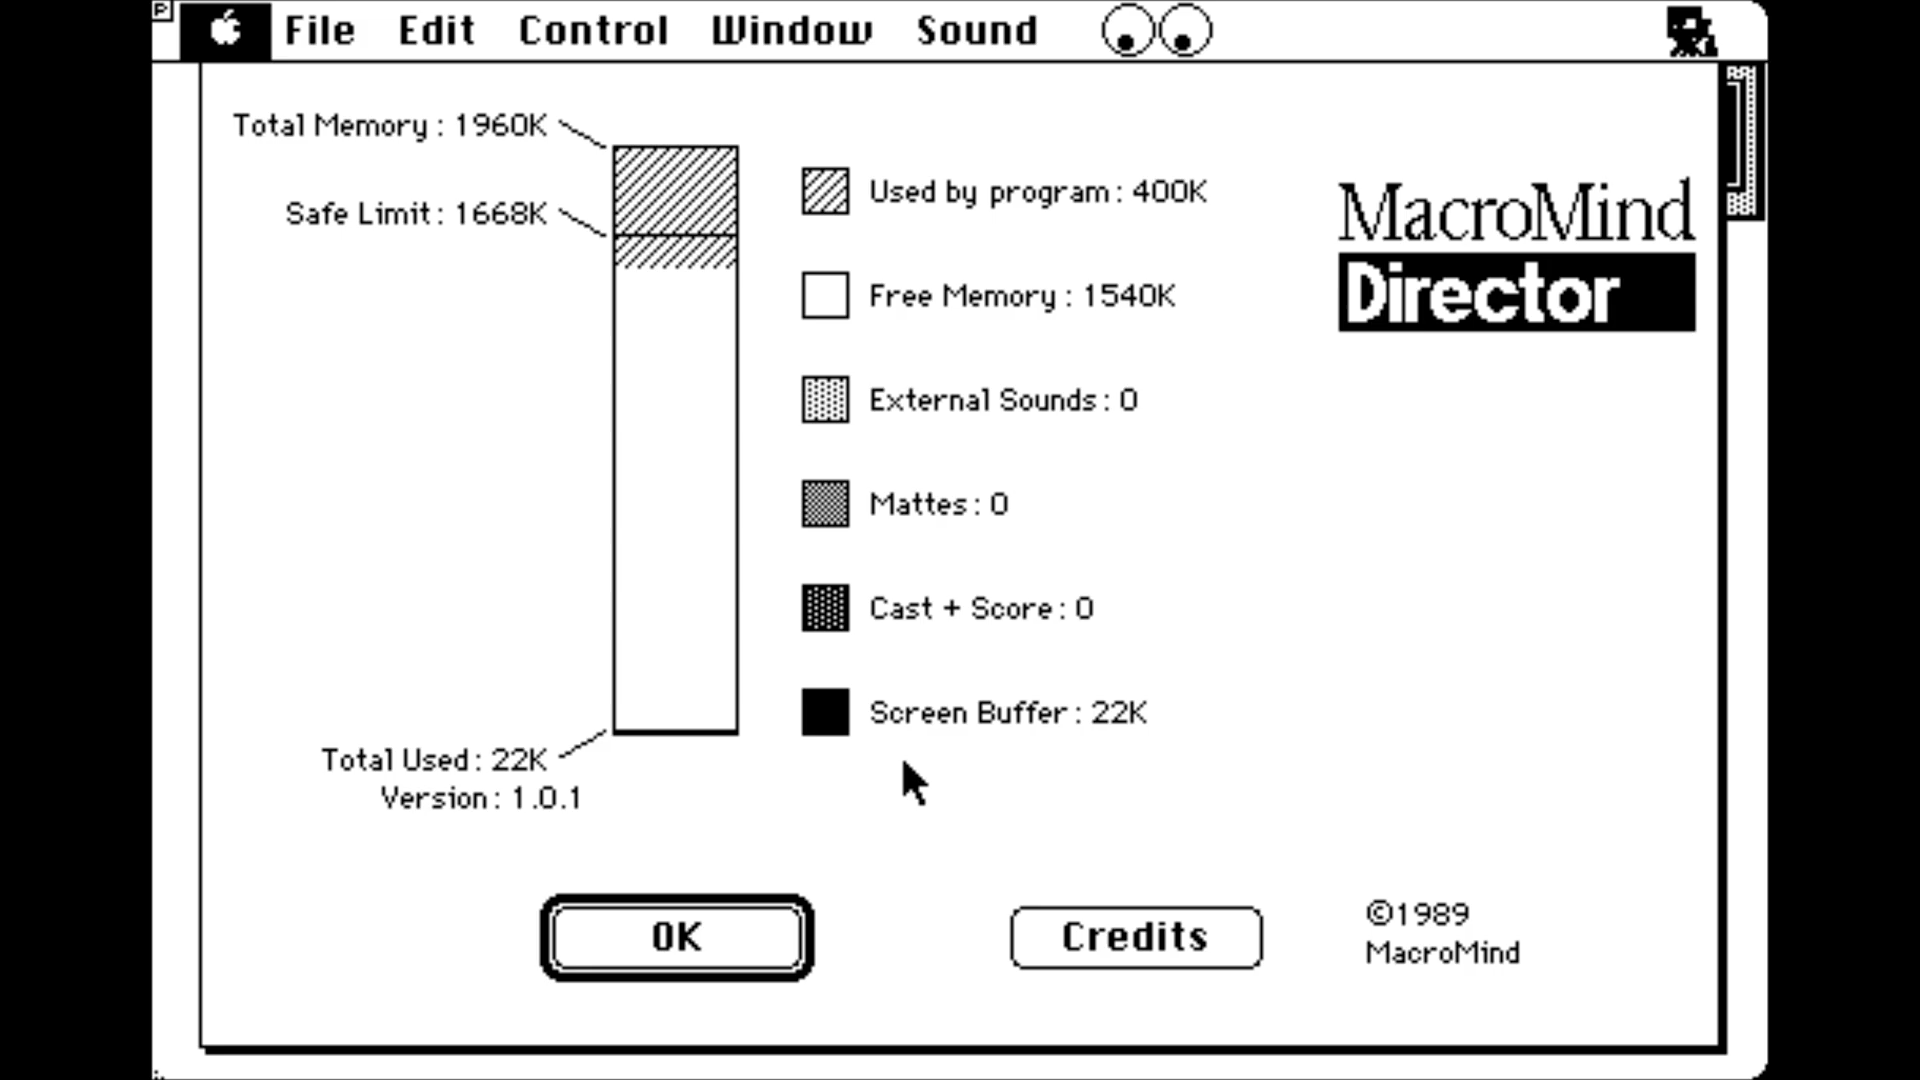 File Edit Control Window Sound
Total Memory : 1960K
Safe Limit : 1668K
Used by program : 400K
Free Memory : 1540K
External Sounds : 0
Mattes : 0
Cast + Score : 0
Screen Buffer : 22K
Total Used : 22K
Version : 1.0.1
MacroMind
Director
OK
Credits
©1989
MacroMind